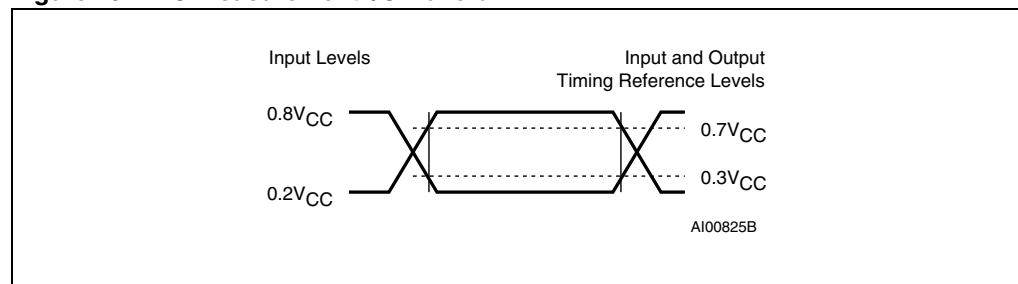 Input Levels
Input and Output
Timing Reference Levels
0.8VCC
0.7VCC
0.3VCC
0.2VCC
AI00825B